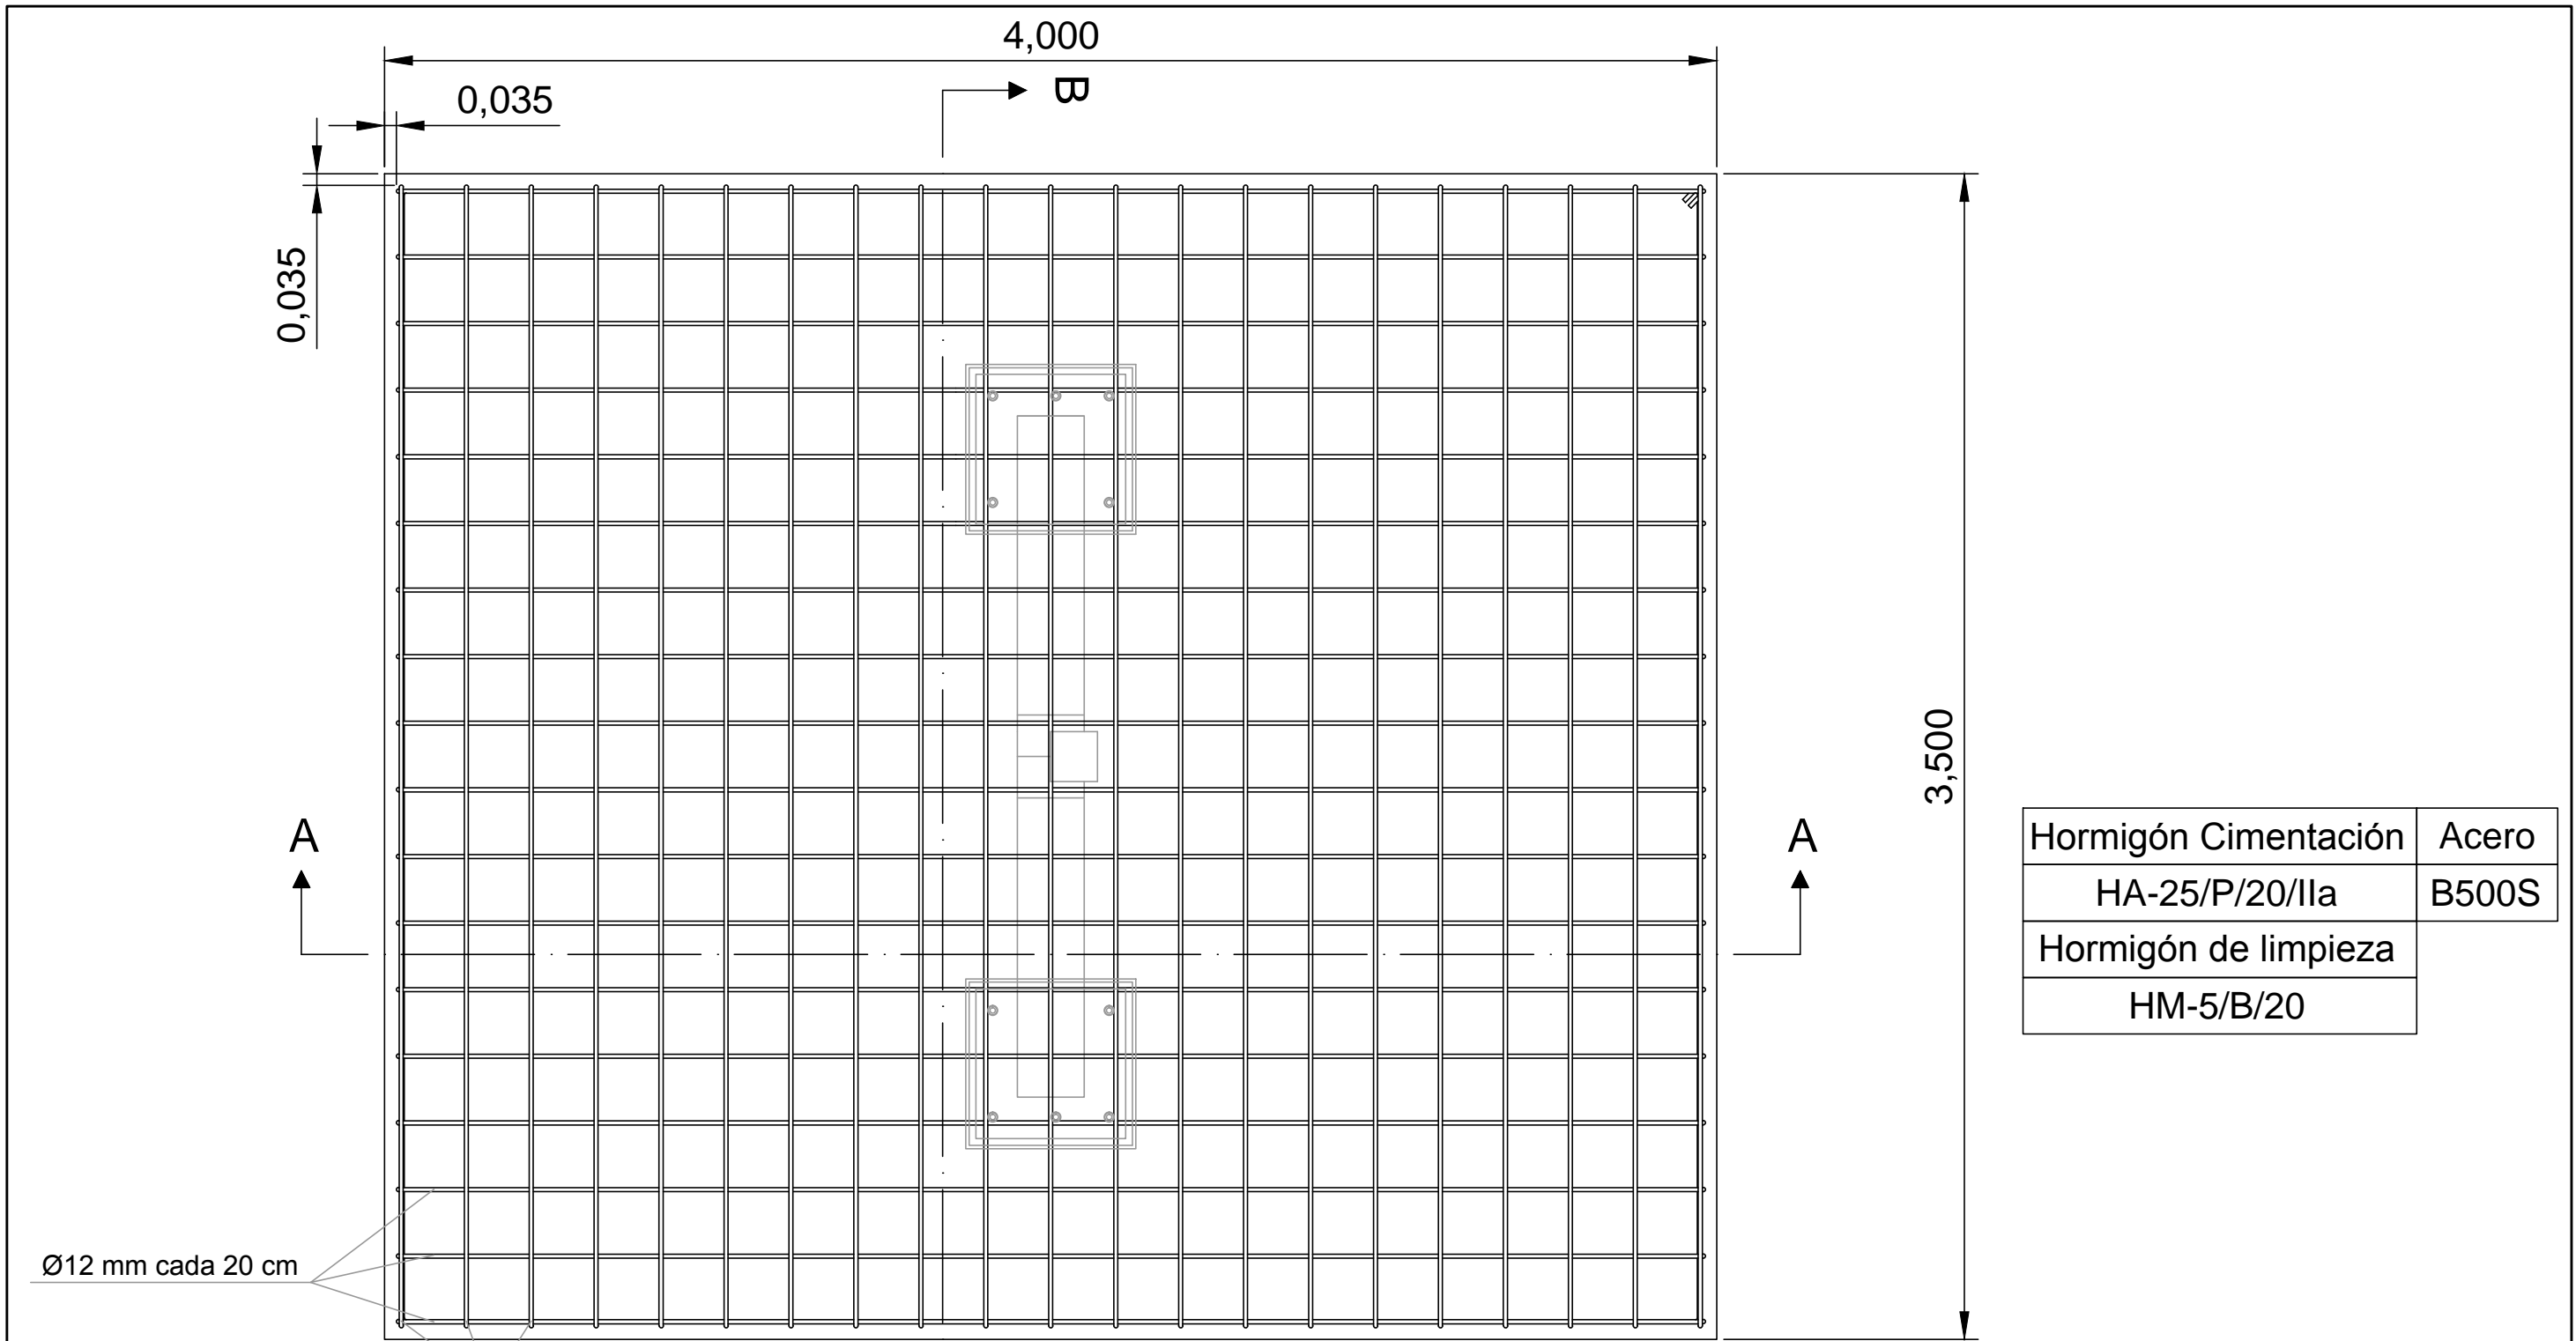 4,000
B
0,035
0,035
3,500
A
A
Hormigón Cimentación Acero
HA-25/P/20/IIa B500S
Hormigón de limpieza
HM-5/B/20
Ø12 mm cada 20 cm